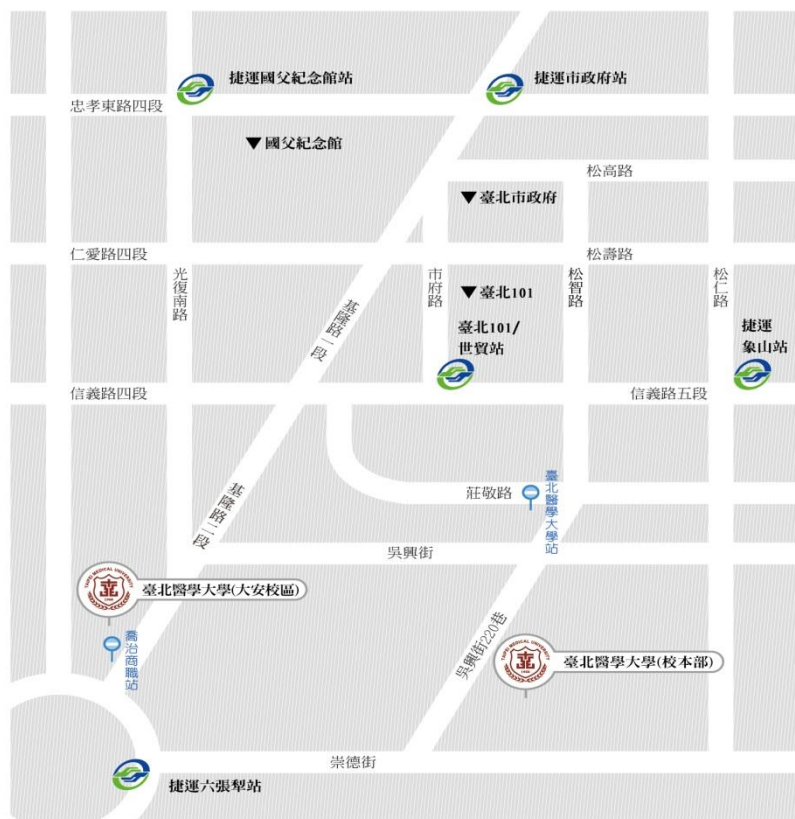 捷運國父紀念館站
捷運市政府站
忠孝東路四段
國父紀念館
松高路
臺北市政府
仁愛路四段
松壽路
光復南路
市府路
松智路
松仁路
臺北101
基隆路一段
臺北101/
世貿站
捷運
象山站
信義路四段
信義路五段
基隆路二段
莊敬路
臺北醫學大學站
吳興街
臺北醫學大學(大安校區)
喬治商職站
吳興街220巷
臺北醫學大學(校本部)
崇德街
捷運六張犁站